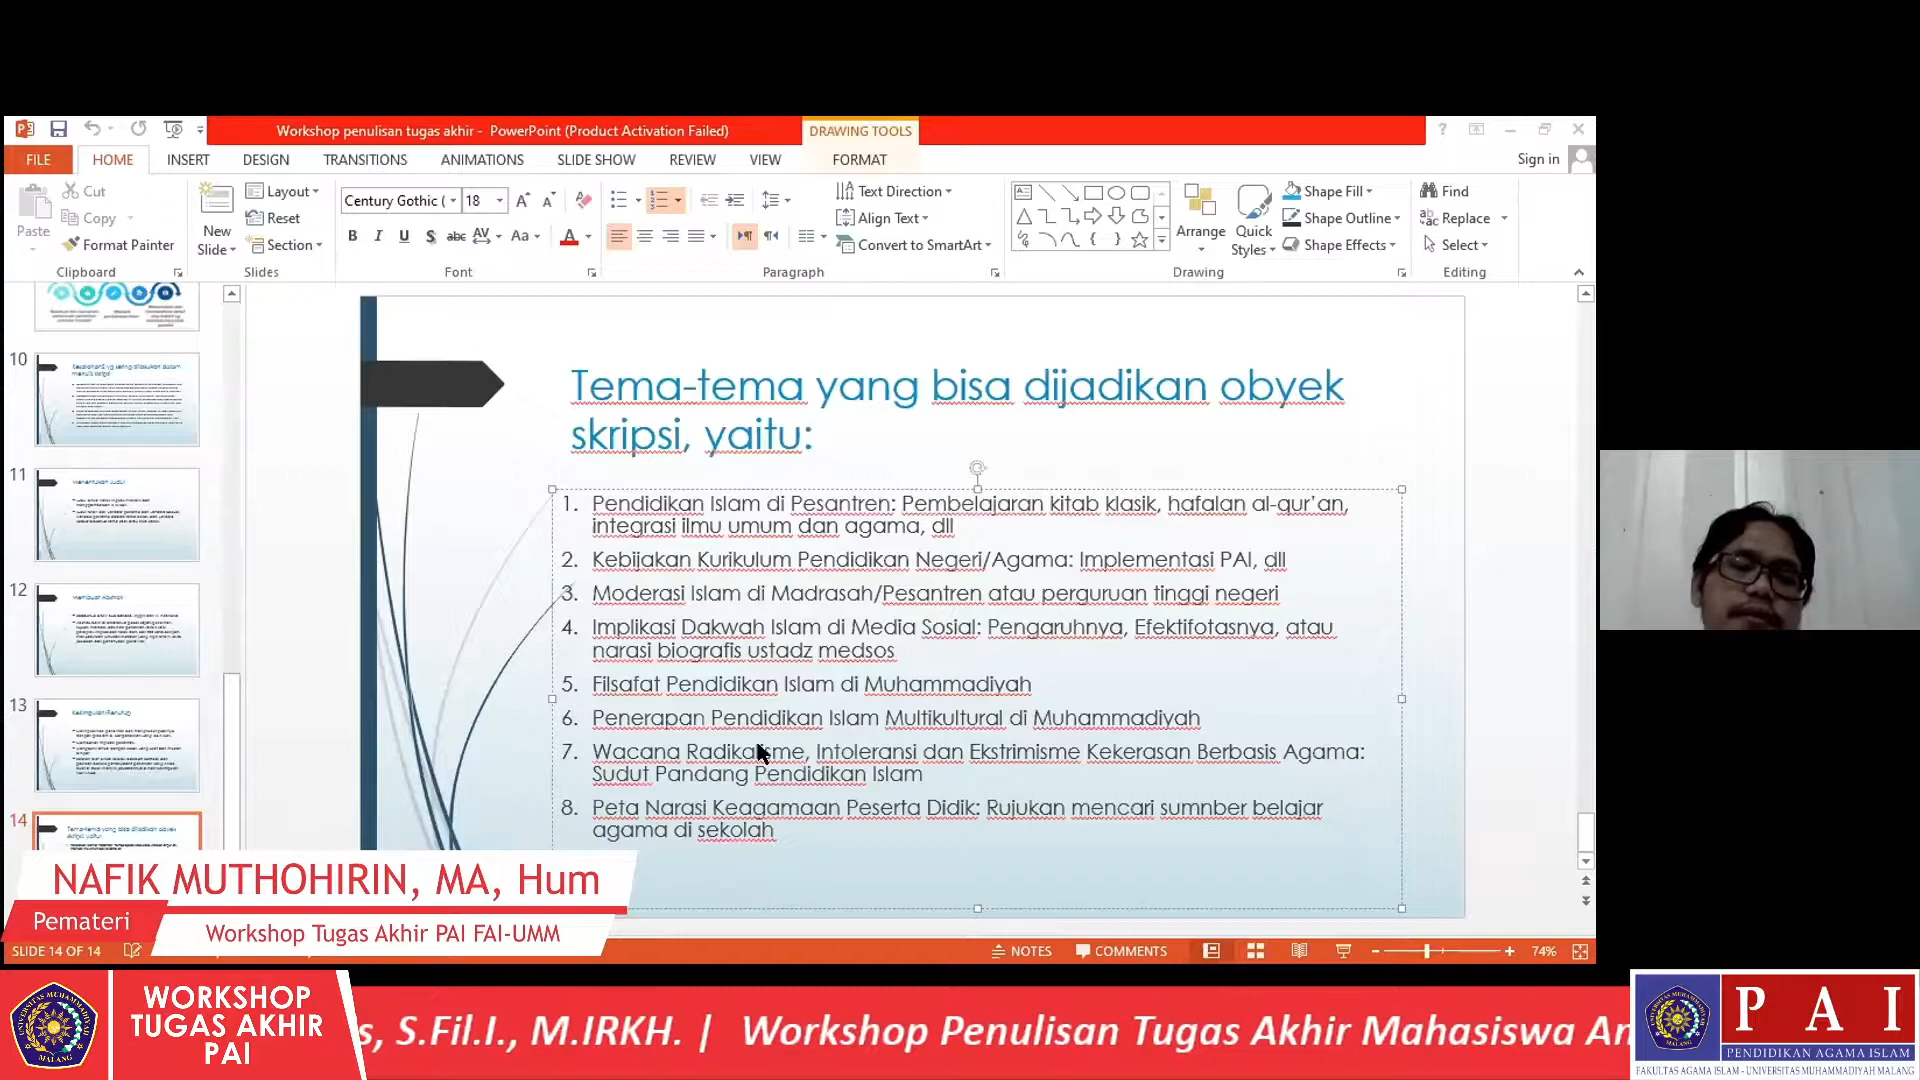 Workshop penulisan tugas akhir - PowerPoint (Product Activation Failed)
DRAWING TOOLS
FILE
HOME
INSERT
DESIGN
TRANSITIONS
ANIMATIONS
SLIDE SHOW
REVIEW
VIEW
FORMAT
Sign in
Paste
Cut
Copy
Format Painter
Clipboard
New
Slide
Layout
Reset
Section
Slides
Century Gothic (
18
Font
Text Direction
Align Text
Convert to SmartArt
Paragraph
Arrange
Quick
Styles
Shape Fill
Shape Outline
Shape Effects
Drawing
Find
Replace
Select
Editing
10
11
12
13
14
Tema-tema yang bisa dijadikan obyek
skripsi, yaitu:
1. Pendidikan Islam di Pesantren: Pembelajaran kitab klasik, hafalan al-qur'an,
integrasi ilmu umum dan agama, dll
2. Kebijakan Kurikulum Pendidikan Negeri/Agama: Implementasi PAI, dll
3. Moderasi Islam di Madrasah/Pesantren atau perguruan tinggi negeri
4. Implikasi Dakwah Islam di Media Sosial: Pengaruhnya, Efektifotasnya, atau
narasi biografis ustadz medsos
5. Filsafat Pendidikan Islam di Muhammadiyah
6. Penerapan Pendidikan Islam Multikultural di Muhammadiyah
7. Wacana Radikalisme, Intoleransi dan Ekstrimisme Kekerasan Berbasis Agama:
Sudut Pandang Pendidikan Islam
8. Peta Narasi Keagamaan Peserta Didik: Rujukan mencari sumnber belajar
agama di sekolah
NAFIK MUTHOHIRIN, MA, Hum
Pemateri
Workshop Tugas Akhir PAI FAI-UMM
SLIDE 14 OF 14
NOTES
COMMENTS
74%
WORKSHOP
TUGAS AKHIR
PAI
s, S.Fil.I., M.IRKH. | Workshop Penulisan Tugas Akhir Mahasiswa An
PAI
PENDIDIKAN AGAMA ISLAM
FAKULTAS AGAMA ISLAM - UNIVERSITAS MUHAMMADIYAH MALANG